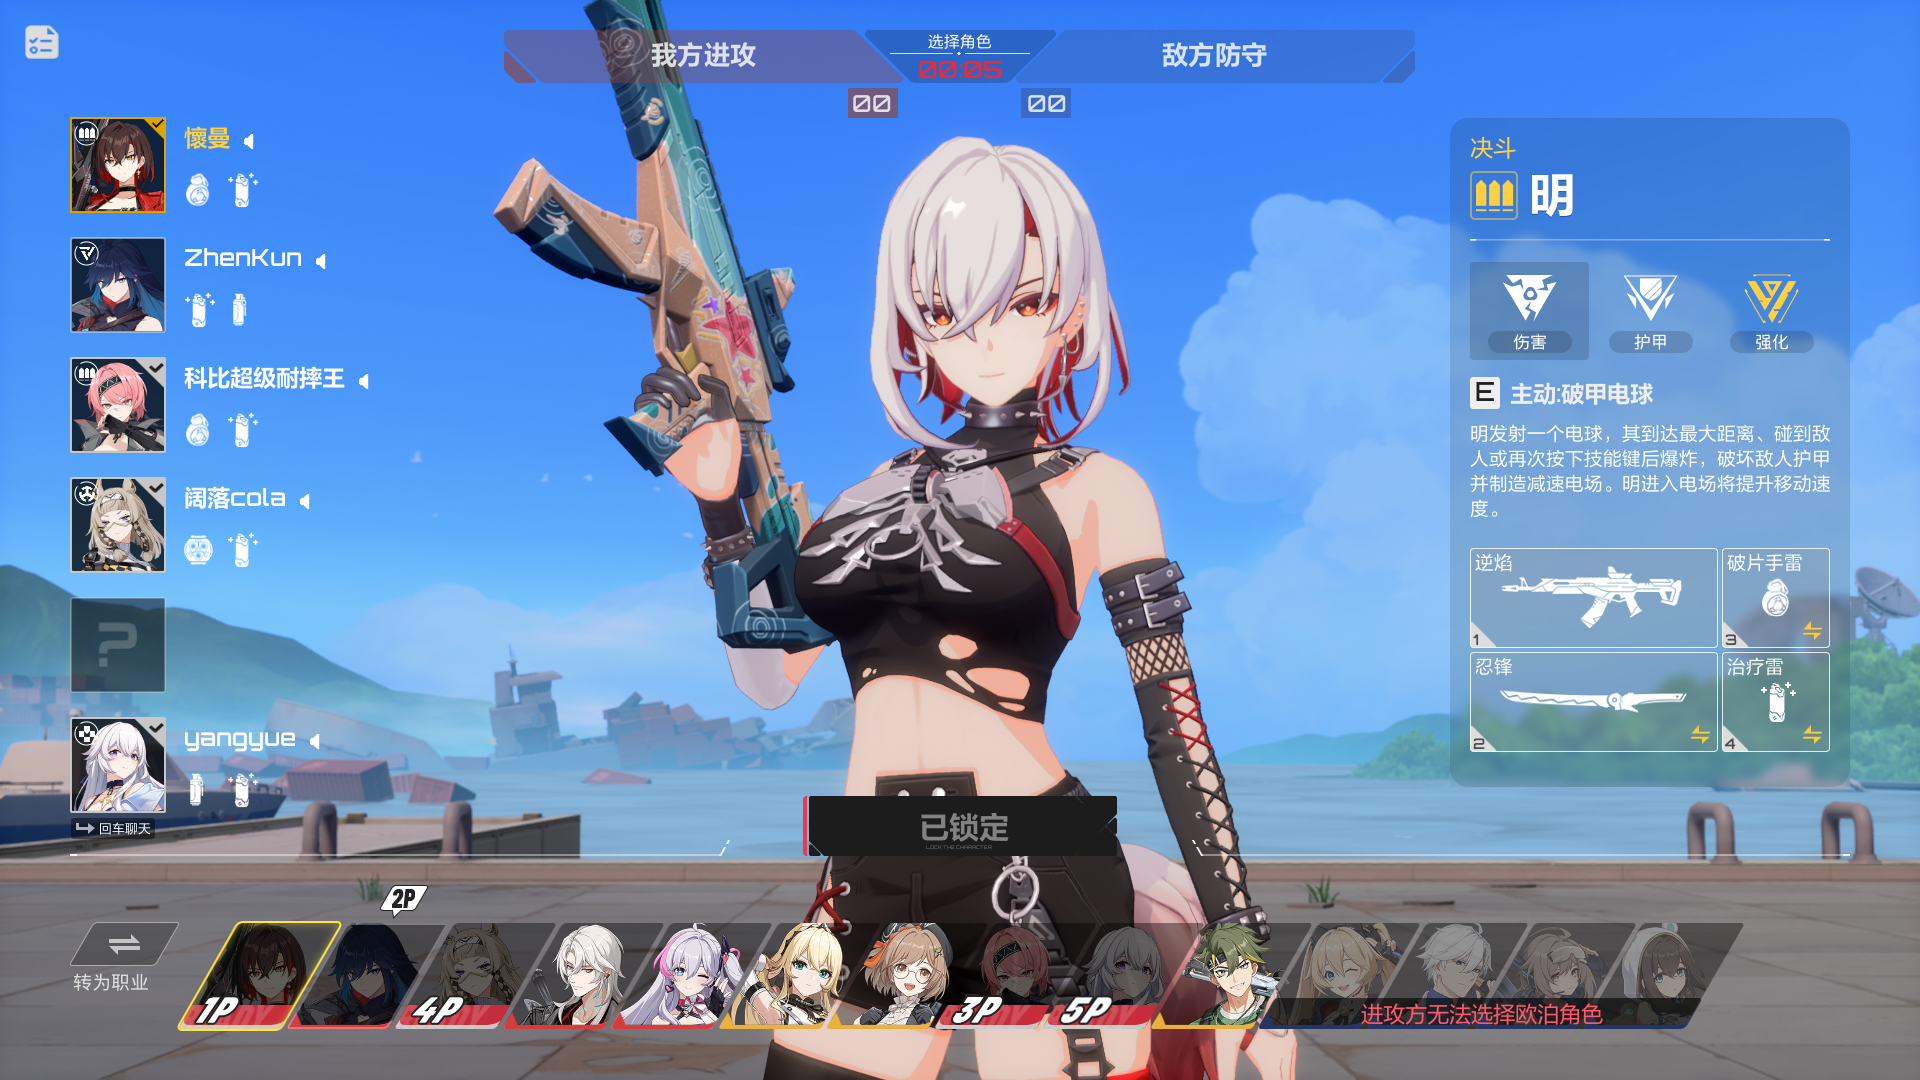 我方进攻
选择角色
00:05
敌方防守
00
00
懷曼
ZhenKun
科比超级耐摔王
阔落cola
?
yangyue
回车聊天
决斗
明
伤害
护甲
强化
E 主动:破甲电球
明发射一个电球，其到达最大距离、碰到敌
人或再次按下技能键后爆炸，破坏敌人护甲
并制造减速电场。明进入电场将提升移动速
度。
逆焰
1
破片手雷
3
忍锋
2
治疗雷
4
已锁定
LOCK THE CHARACTER
2P
转为职业
1P
4P
3P
5P
进攻方无法选择欧泊角色